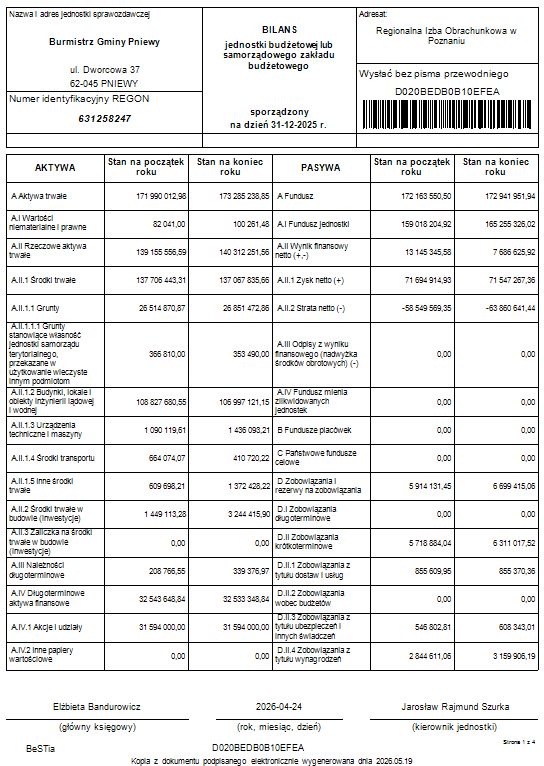 Nazwa i adres jednostki sprawozdawczej
Burmistrz Gminy Pniewy
ul. Dworcowa 37
62-045 PNIEWY
Numer identyfikacyjny REGON
631258247
BILANS
jednostki budżetowej lub
samorządowego zakładu
budżetowego
sporządzony
na dzień 31-12-2025 r.
Adresat:
Regionalna Izba Obrachunkowa w
Poznaniu
Wysłać bez pisma przewodniego
D020BEDB0B10EFEA
AKTYWA Stan na początek roku Stan na koniec roku PASYWA Stan na początek roku Stan na koniec roku
A Aktywa trwałe 171 990 012,98 173 285 238,85 A Fundusz 172 163 550,50 172 941 951,94
A.I Wartości niematerialne i prawne 82 041,00 100 261,48 A.I Fundusz jednostki 159 018 204,92 165 255 326,02
A.II Rzeczowe aktywa trwałe 139 155 556,59 140 312 251,56 A.II Wynik finansowy netto (+,-) 13 145 345,58 7 686 625,92
A.II.1 Środki trwałe 137 706 443,31 137 067 835,66 A.II.1 Zysk netto (+) 71 694 914,93 71 547 267,36
A.II.1.1 Grunty 26 514 870,87 26 851 472,86 A.II.2 Strata netto (-) -58 549 569,35 -63 860 641,44
A.II.1.1.1 Grunty stanowiące własność jednostki samorządu terytorialnego, przekazane w użytkowanie wieczyste innym podmiotom 366 810,00 353 490,00 A.III Odpisy z wyniku finansowego (nadwyżka środków obrotowych) (-) 0,00 0,00
A.II.1.2 Budynki, lokale i obiekty inżynierii lądowej i wodnej 108 827 680,55 106 997 121,15 A.IV Fundusz mienia zlikwidowanych jednostek 0,00 0,00
A.II.1.3 Urządzenia techniczne i maszyny 1 090 119,61 1 436 093,21 B Fundusze placówek 0,00 0,00
A.II.1.4 Środki transportu 664 074,07 410 720,22 C Państwowe fundusze celowe 0,00 0,00
A.II.1.5 Inne środki trwałe 609 698,21 1 372 428,22 D Zobowiązania i rezerwy na zobowiązania 5 914 131,45 6 699 415,06
A.II.2 Środki trwałe w budowie (inwestycje) 1 449 113,28 3 244 415,90 D.I Zobowiązania długoterminowe 0,00 0,00
A.II.3 Zaliczka na środki trwałe w budowie (inwestycje) 0,00 0,00 D.II Zobowiązania krótkoterminowe 5 718 884,04 6 311 017,52
A.III Należności długoterminowe 208 766,55 339 376,97 D.II.1 Zobowiązania z tytułu dostaw i usług 855 609,95 855 370,36
A.IV Długoterminowe aktywa finansowe 32 543 648,84 32 533 348,84 D.II.2 Zobowiązania wobec budżetów 0,00 0,00
A.IV.1 Akcje i udziały 31 594 000,00 31 594 000,00 D.II.3 Zobowiązania z tytułu ubezpieczeń i innych świadczeń 546 802,81 608 343,01
A.IV.2 Inne papiery wartościowe 0,00 0,00 D.II.4 Zobowiązania z tytułu wynagrodzeń 2 844 611,06 3 159 906,19
Elżbieta Bandurowicz 2026-04-24 Jarosław Rajmund Szurka
(główny księgowy) (rok, miesiąc, dzień) (kierownik jednostki)
BeSTia D020BEDB0B10EFEA Strona 1 z 4
Kopia z dokumentu podpisanego elektronicznie wygenerowana dnia 2026.05.19